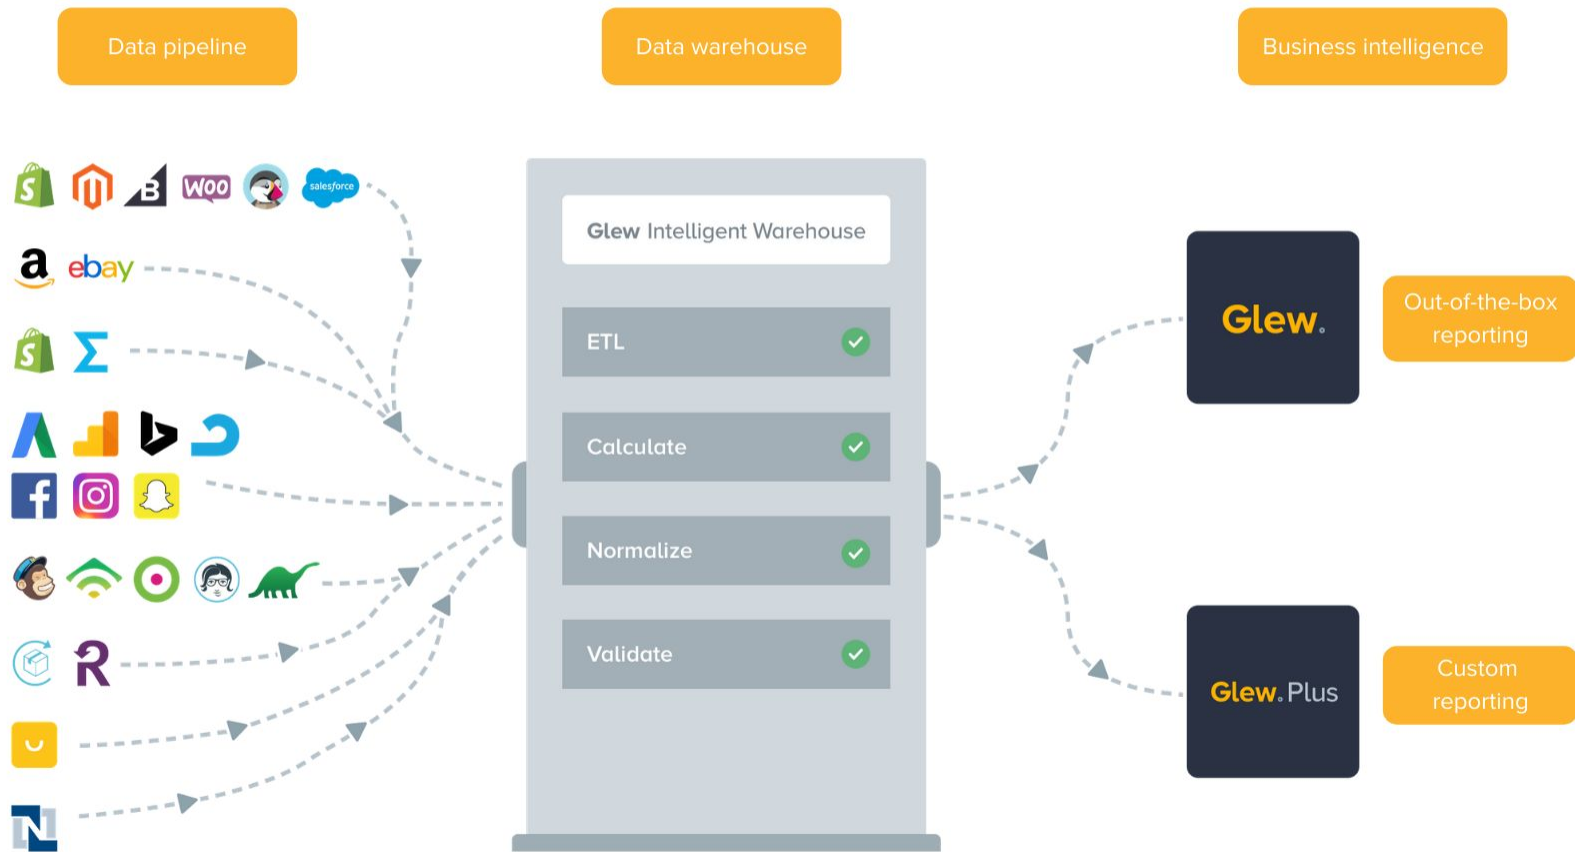 Data pipeline
Data warehouse
Business intelligence
WOO
salesforce
a
ebay
Glew Intelligent Warehouse
ETL
Calculate
Normalize
Validate
Glew.
Out-of-the-box
reporting
Glew. Plus
Custom
reporting
S
B
S
f
R
N